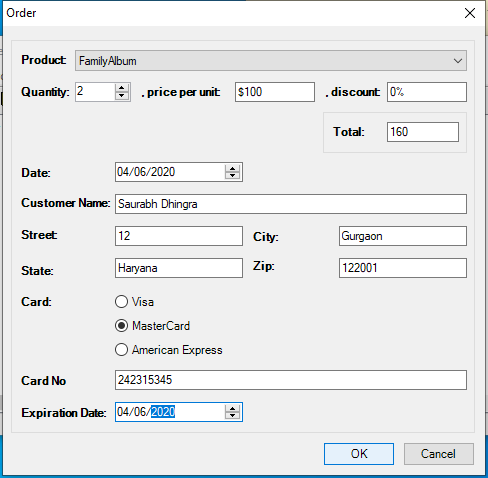 Order
Product: FamilyAlbum
Quantity: 2 , price per unit: $100 , discount: 0%
Total: 160
Date: 04/06/2020
Customer Name: Saurabh Dhingra
Street: 12 City: Gurgaon
State: Haryana Zip: 122001
Card: Visa
MasterCard
American Express
Card No 242315345
Expiration Date: 04/06/2020
OK Cancel